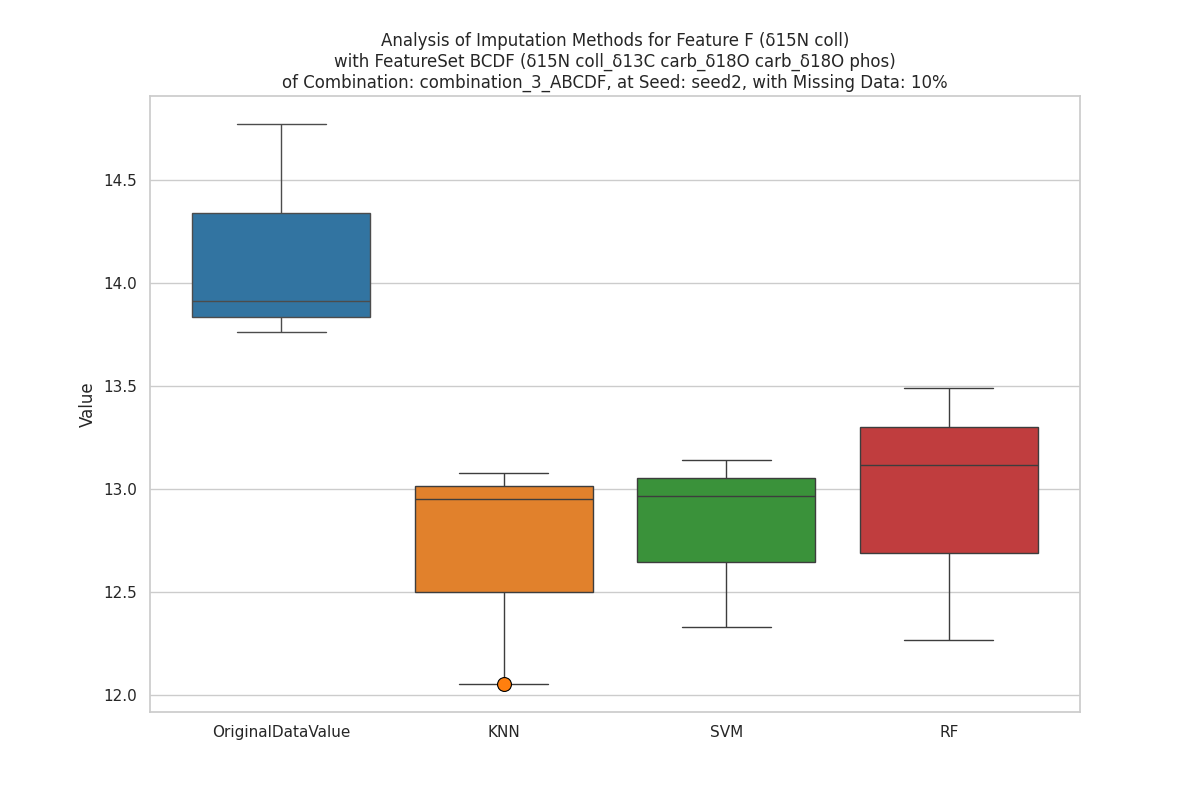 Analysis of Imputation Methods for Feature F (δ15N coll)
with FeatureSet BCDF (δ15N coll_δ13C carb_δ18O carb_δ18O phos)
of Combination: combination_3_ABCDF, at Seed: seed2, with Missing Data: 10%
Value
14.5
14.0
13.5
13.0
12.5
12.0
OriginalDataValue
KNN
SVM
RF